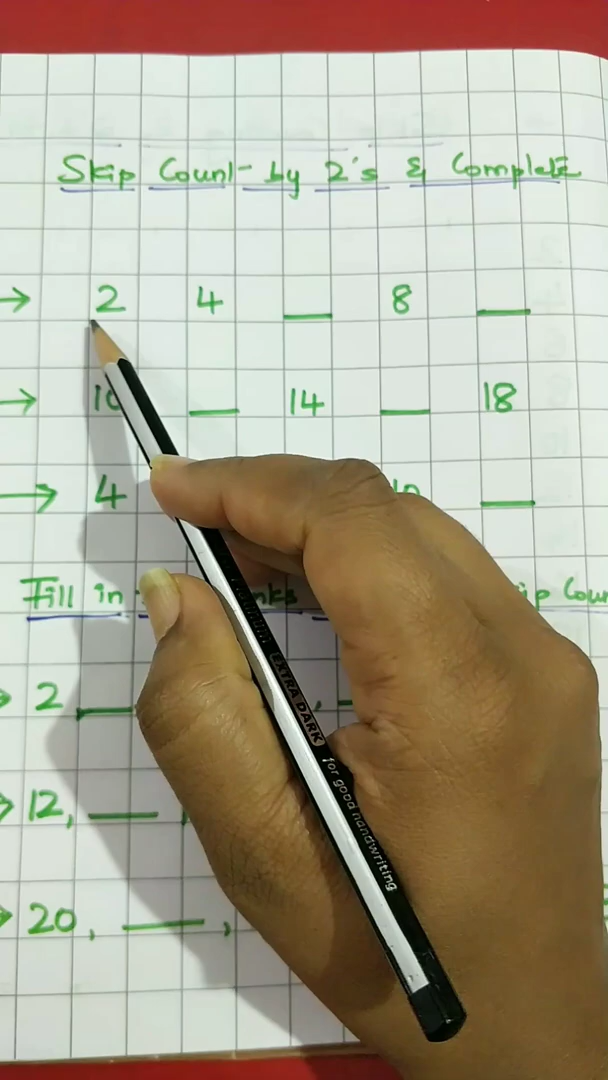 Skip Count by 2's & Complete
→ 2 4 __ 8 __
→ 10 __ 14 __ 18
→ 4 10 __
Fill in
→ 2 __
→ 12, __ ,
→ 20, __ ,
EXTRA DARK
for good handwriting